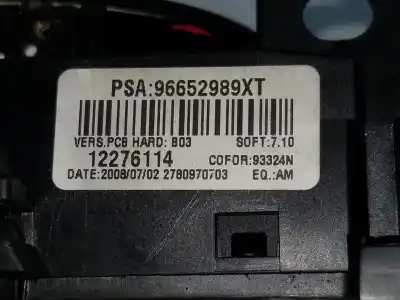 PSA:96652989XT
VERS.PCB HARD: B03 SOFT:7.10
12276114 COFOR:93324N
DATE:2008/07/02 2780970703 EQ.:AM